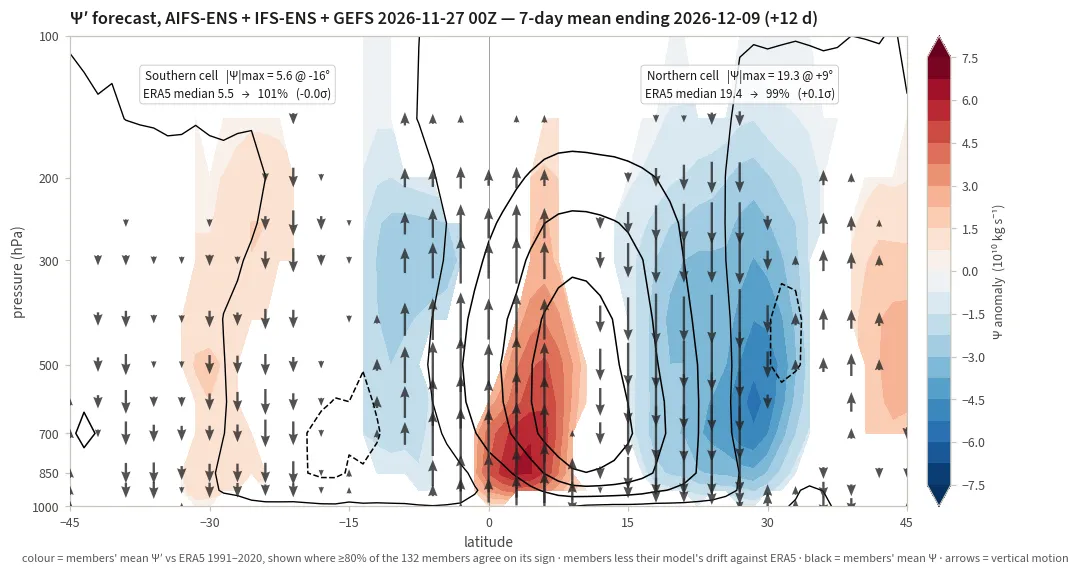 Ψ′ forecast, AIFS-ENS + IFS-ENS + GEFS 2026-11-27 00Z — 7-day mean ending 2026-12-09 (+12 d)
Southern cell |Ψ|max = 5.6 @ -16°
ERA5 median 5.5 → 101% (-0.0σ)
Northern cell |Ψ|max = 19.3 @ +9°
ERA5 median 19.4 → 99% (+0.1σ)
pressure (hPa)
100
200
300
400
500
700
850
1000
−45
−30
−15
0
15
30
45
latitude
7.5
6.0
4.5
3.0
1.5
0.0
−1.5
−3.0
−4.5
−6.0
−7.5
Ψ anomaly (10¹⁰ kg s⁻¹)
colour = members' mean Ψ′ vs ERA5 1991–2020, shown where ≥80% of the 132 members agree on its sign · members less their model's drift against ERA5 · black = members' mean Ψ · arrows = vertical motion